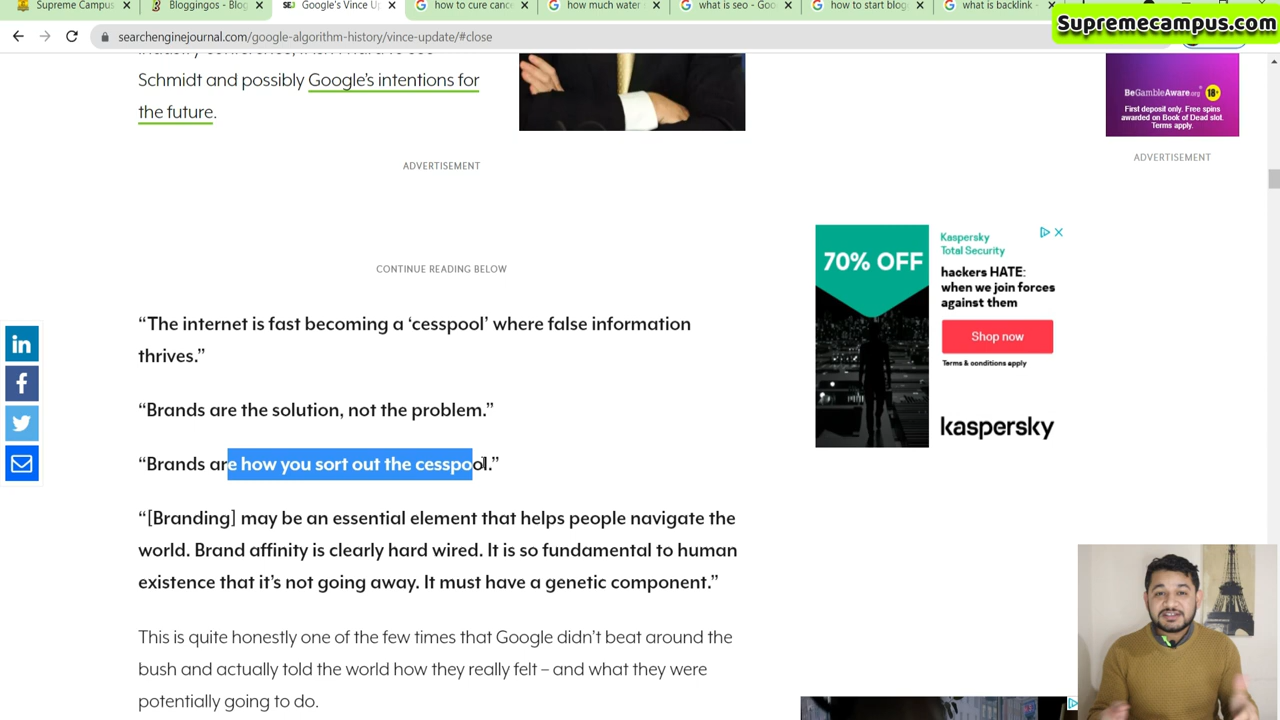 Supreme Campus
Bloggingos - Blog
SEJ Google's Vince Up
how to cure cance
how much water
what is seo - Goo
how to start blog
what is backlink
Supremecampus.com
searchenginejournal.com/google-algorithm-history/vince-update/#close
Schmidt and possibly Google's intentions for
the future.
BeGambleAware.org 18+
First deposit only. Free spins
awarded on Book of Dead slot.
Terms apply.
ADVERTISEMENT
ADVERTISEMENT
CONTINUE READING BELOW
70% OFF
Kaspersky
Total Security
hackers HATE:
when we join forces
against them
Shop now
Terms & conditions apply
kaspersky
“The internet is fast becoming a ‘cesspool’ where false information
thrives.”
“Brands are the solution, not the problem.”
“Brands are how you sort out the cesspool.”
“[Branding] may be an essential element that helps people navigate the
world. Brand affinity is clearly hard wired. It is so fundamental to human
existence that it’s not going away. It must have a genetic component.”
This is quite honestly one of the few times that Google didn’t beat around the
bush and actually told the world how they really felt – and what they were
potentially going to do.